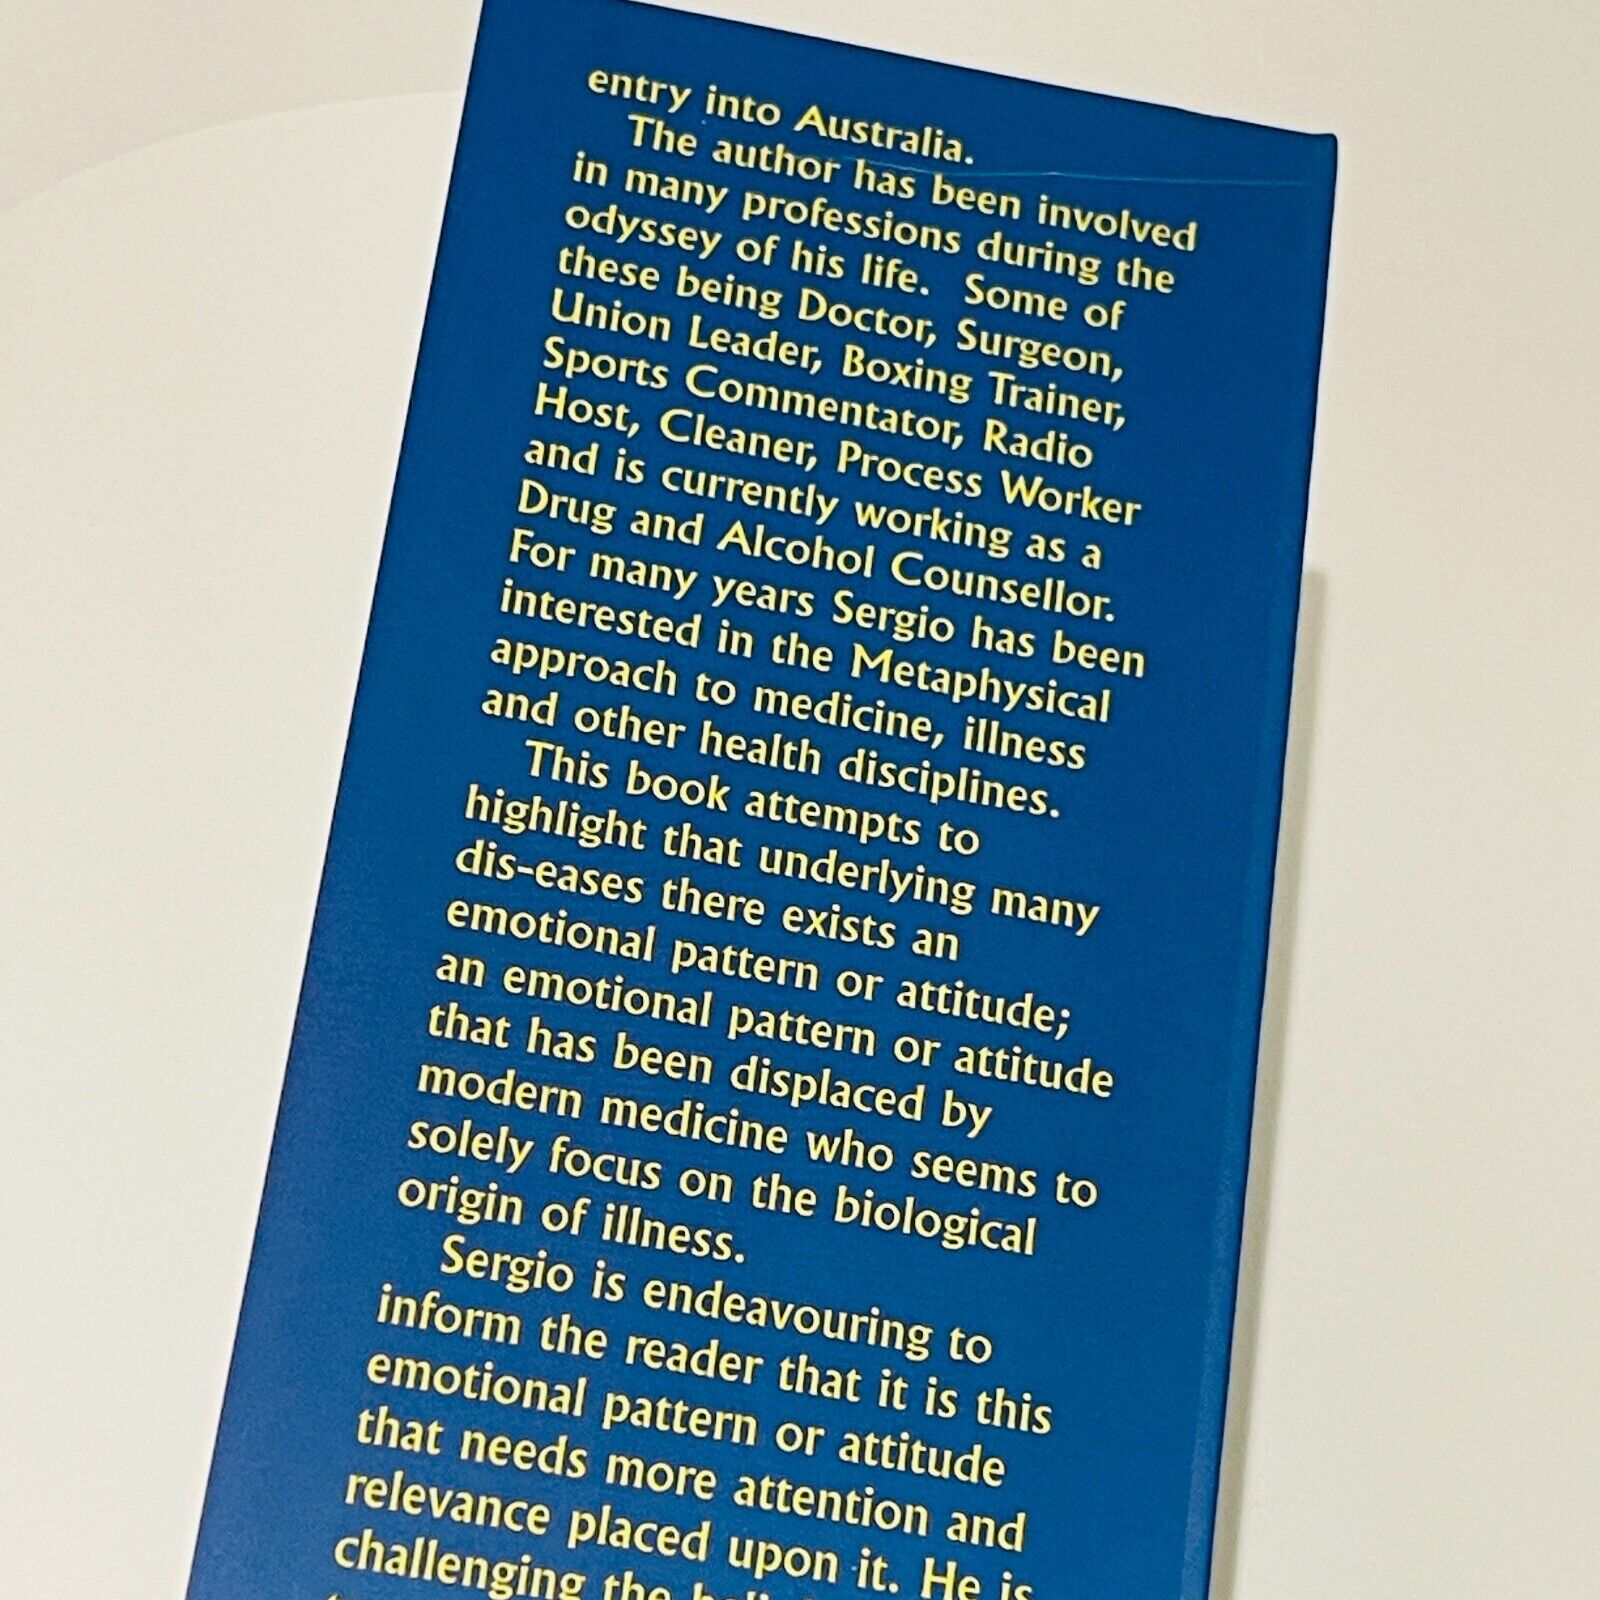 entry into Australia.
The author has been involved
in many professions during the
odyssey of his life. Some of
these being Doctor, Surgeon,
Union Leader, Boxing Trainer,
Sports Commentator, Radio
Host, Cleaner, Process Worker
and is currently working as a
Drug and Alcohol Counsellor.
For many years Sergio has been
interested in the Metaphysical
approach to medicine, illness
and other health disciplines.
This book attempts to
highlight that underlying many
dis-eases there exists an
emotional pattern or attitude;
an emotional pattern or attitude
that has been displaced by
modern medicine who seems to
solely focus on the biological
origin of illness.
Sergio is endeavouring to
inform the reader that it is this
emotional pattern or attitude
that needs more attention and
relevance placed upon it. He is
challenging the